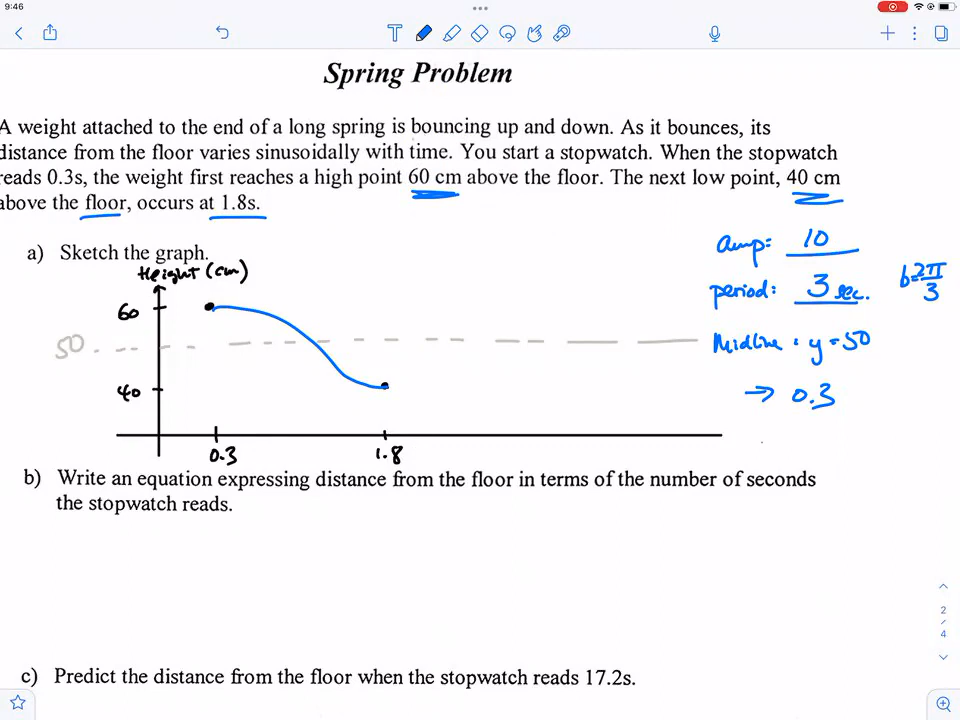 9:46
Spring Problem
A weight attached to the end of a long spring is bouncing up and down. As it bounces, its
distance from the floor varies sinusoidally with time. You start a stopwatch. When the stopwatch
reads 0.3s, the weight first reaches a high point 60 cm above the floor. The next low point, 40 cm
above the floor, occurs at 1.8s.
a) Sketch the graph.
Height (cm)
60
50
40
0.3 1.8
Amp: 10
period: 3 sec. b=2π/3
Midline: y=50
→ 0.3
b) Write an equation expressing distance from the floor in terms of the number of seconds
the stopwatch reads.
2
/
4
c) Predict the distance from the floor when the stopwatch reads 17.2s.